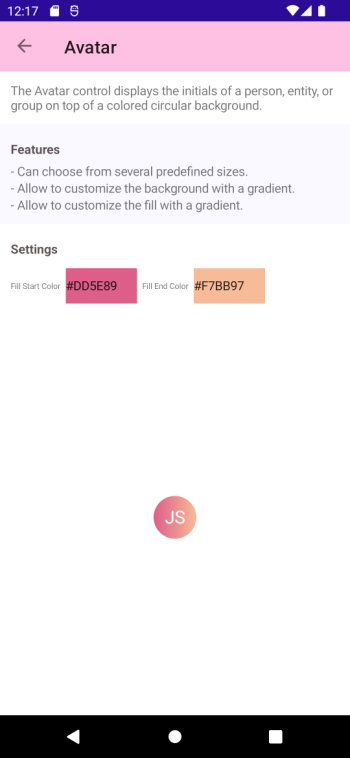 12:17
Avatar
The Avatar control displays the initials of a person, entity, or
group on top of a colored circular background.
Features
- Can choose from several predefined sizes.
- Allow to customize the background with a gradient.
- Allow to customize the fill with a gradient.
Settings
Fill Start Color #DD5E89 Fill End Color #F7BB97
JS